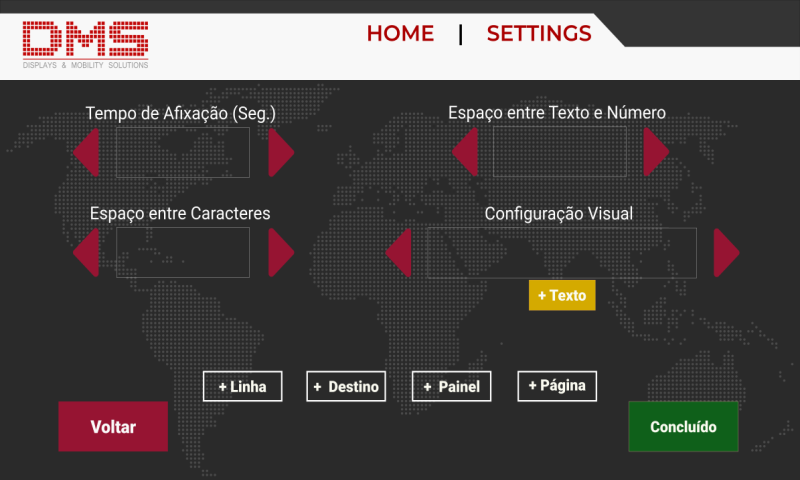 DMS
DISPLAYS & MOBILITY SOLUTIONS
HOME | SETTINGS
Tempo de Afixação (Seg.)
Espaço entre Texto e Número
Espaço entre Caracteres
Configuração Visual
+ Texto
+ Linha
+ Destino
+ Painel
+ Página
Voltar
Concluído